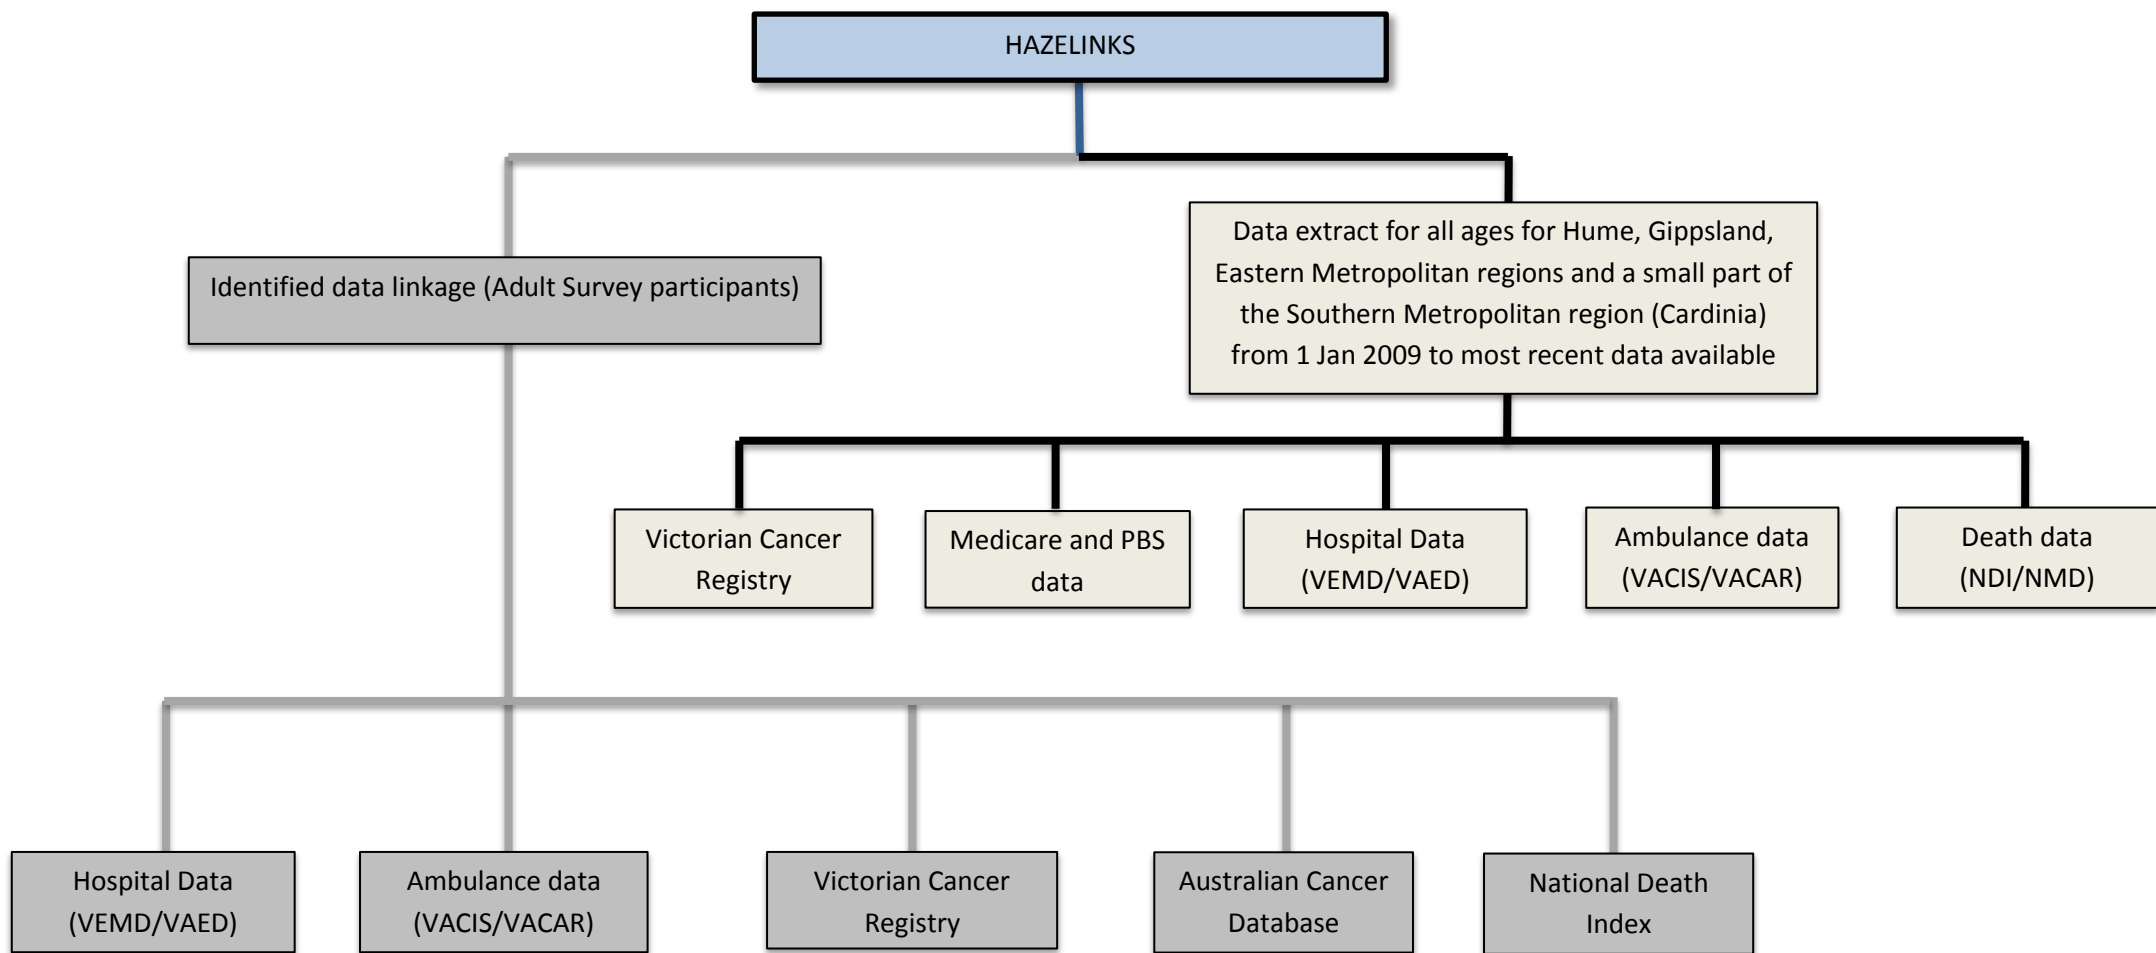 HAZELINKS
Identified data linkage (Adult Survey participants)
Data extract for all ages for Hume, Gippsland,
Eastern Metropolitan regions and a small part of
the Southern Metropolitan region (Cardinia)
from 1 Jan 2009 to most recent data available
Victorian Cancer
Registry
Medicare and PBS
data
Hospital Data
(VEMD/VAED)
Ambulance data
(VACIS/VACAR)
Death data
(NDI/NMD)
Hospital Data
(VEMD/VAED)
Ambulance data
(VACIS/VACAR)
Victorian Cancer
Registry
Australian Cancer
Database
National Death
Index